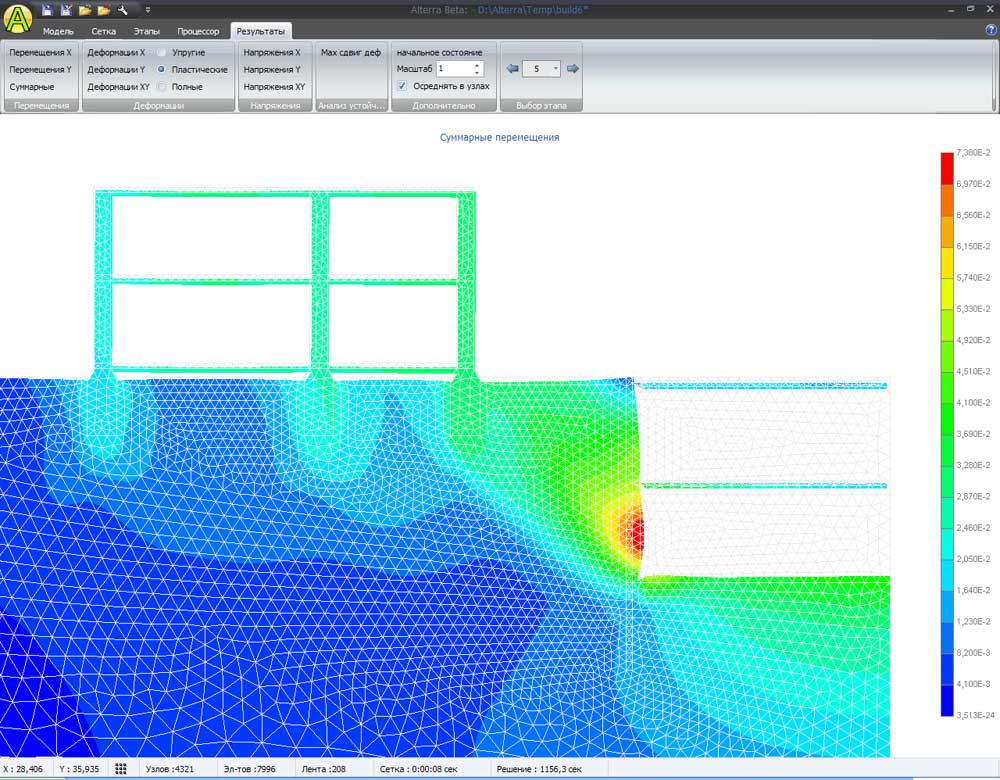 Alterra Beta: - D:\Alterra\Temp\build6*
A
Модель Сетка Этапы Процессор Результаты
Перемещения X Деформации X Упругие Напряжения X Мах сдвиг деф начальное состояние
Перемещения Y Деформации Y Пластические Напряжения Y Масштаб 1 5
Суммарные Деформации XY Полные Напряжения XY Осреднять в узлах
Перемещения Деформации Напряжения Анализ устойч... Дополнительно Выбор этапа
Суммарные перемещения
7,380E-2
6,970E-2
6,560E-2
6,150E-2
5,740E-2
5,330E-2
4,920E-2
4,510E-2
4,100E-2
3,690E-2
3,280E-2
2,870E-2
2,460E-2
2,050E-2
1,640E-2
1,230E-2
8,200E-3
4,100E-3
3,513E-24
X : 28,406 Y : 35,935 Узлов :4321 Эл-тов :7996 Лента :208 Сетка : 0:00:08 сек Решение : 1156,3 сек